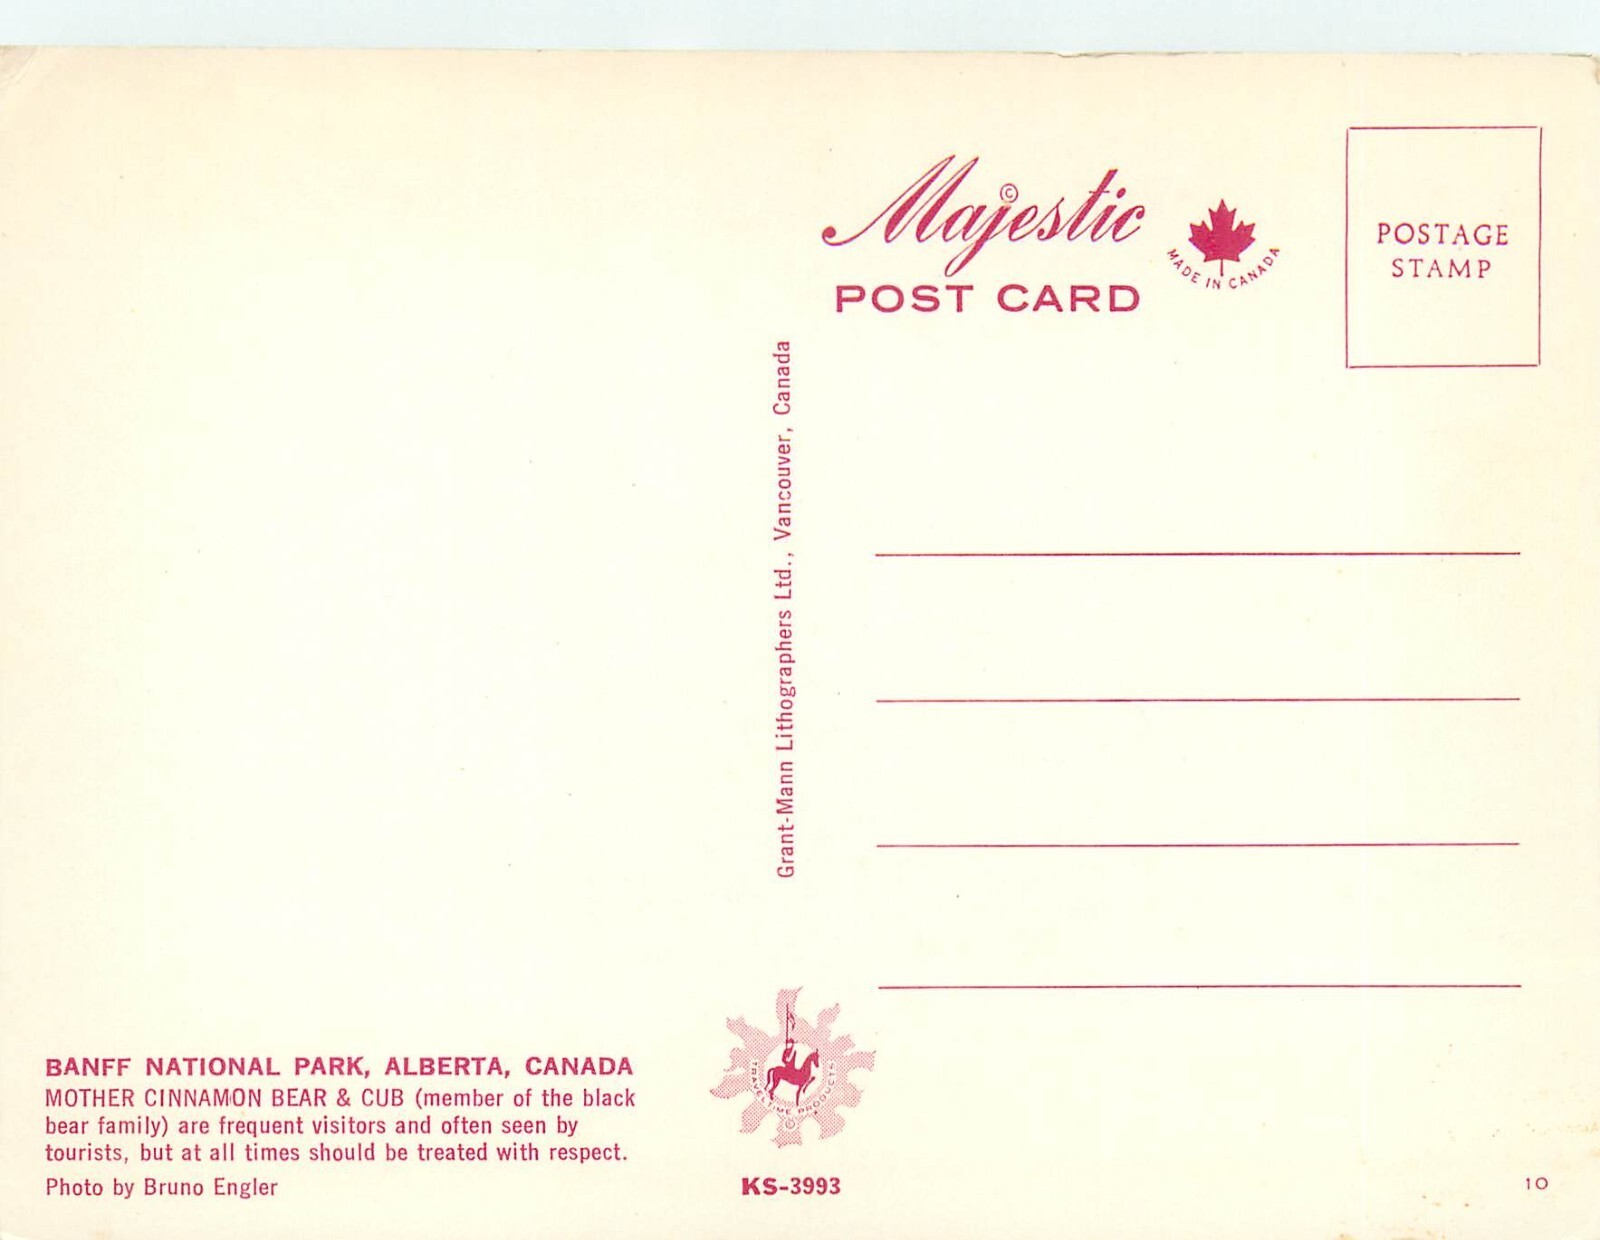 Majestic ©
POST CARD
MADE IN CANADA
POSTAGE
STAMP
Grant-Mann Lithographers Ltd., Vancouver, Canada
BANFF NATIONAL PARK, ALBERTA, CANADA
MOTHER CINNAMON BEAR & CUB (member of the black
bear family) are frequent visitors and often seen by
tourists, but at all times should be treated with respect.
Photo by Bruno Engler
TRAVELTIME PRODUCTS
©
KS-3993
10